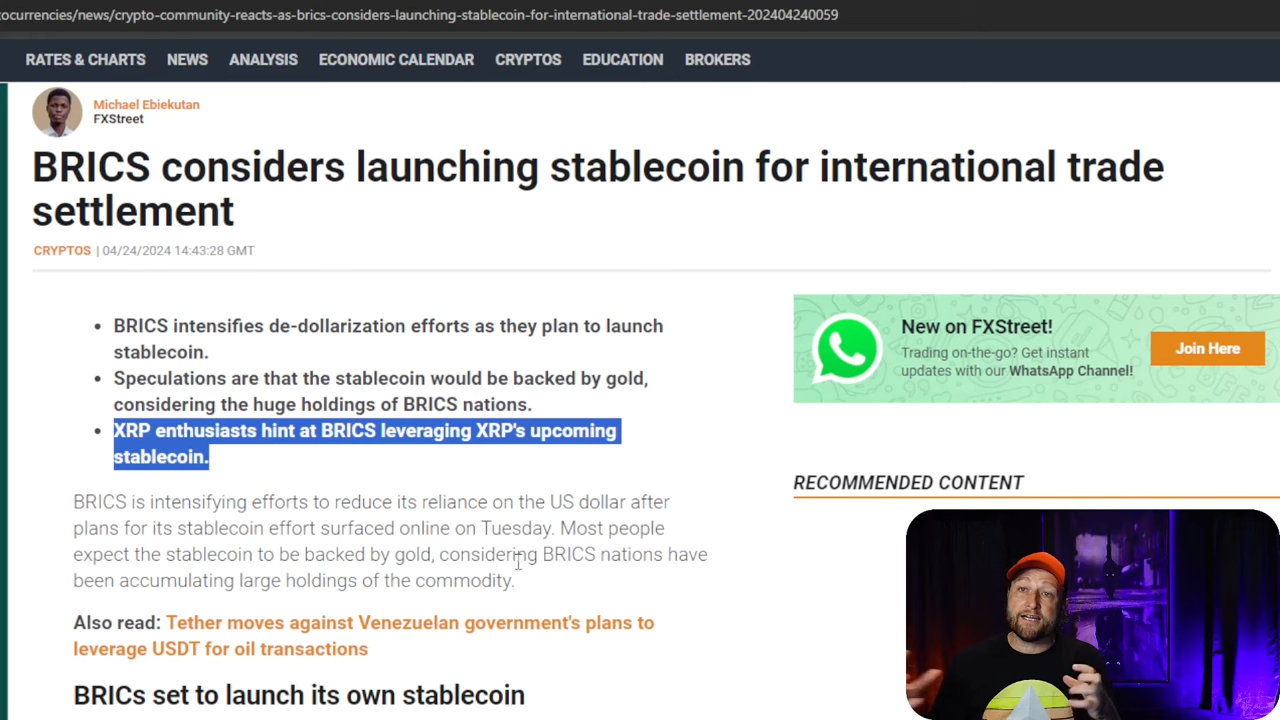 ocurrencies/news/crypto-community-reacts-as-brics-considers-launching-stablecoin-for-international-trade-settlement-202404240059
RATES & CHARTS NEWS ANALYSIS ECONOMIC CALENDAR CRYPTOS EDUCATION BROKERS
Michael Ebiekutan
FXStreet
BRICS considers launching stablecoin for international trade
settlement
CRYPTOS | 04/24/2024 14:43:28 GMT
• BRICS intensifies de-dollarization efforts as they plan to launch
stablecoin.
• Speculations are that the stablecoin would be backed by gold,
considering the huge holdings of BRICS nations.
• XRP enthusiasts hint at BRICS leveraging XRP's upcoming
stablecoin.
BRICS is intensifying efforts to reduce its reliance on the US dollar after
plans for its stablecoin effort surfaced online on Tuesday. Most people
expect the stablecoin to be backed by gold, considering BRICS nations have
been accumulating large holdings of the commodity.
Also read: Tether moves against Venezuelan government's plans to
leverage USDT for oil transactions
BRICs set to launch its own stablecoin
New on FXStreet!
Trading on-the-go? Get instant
updates with our WhatsApp Channel!
Join Here
RECOMMENDED CONTENT